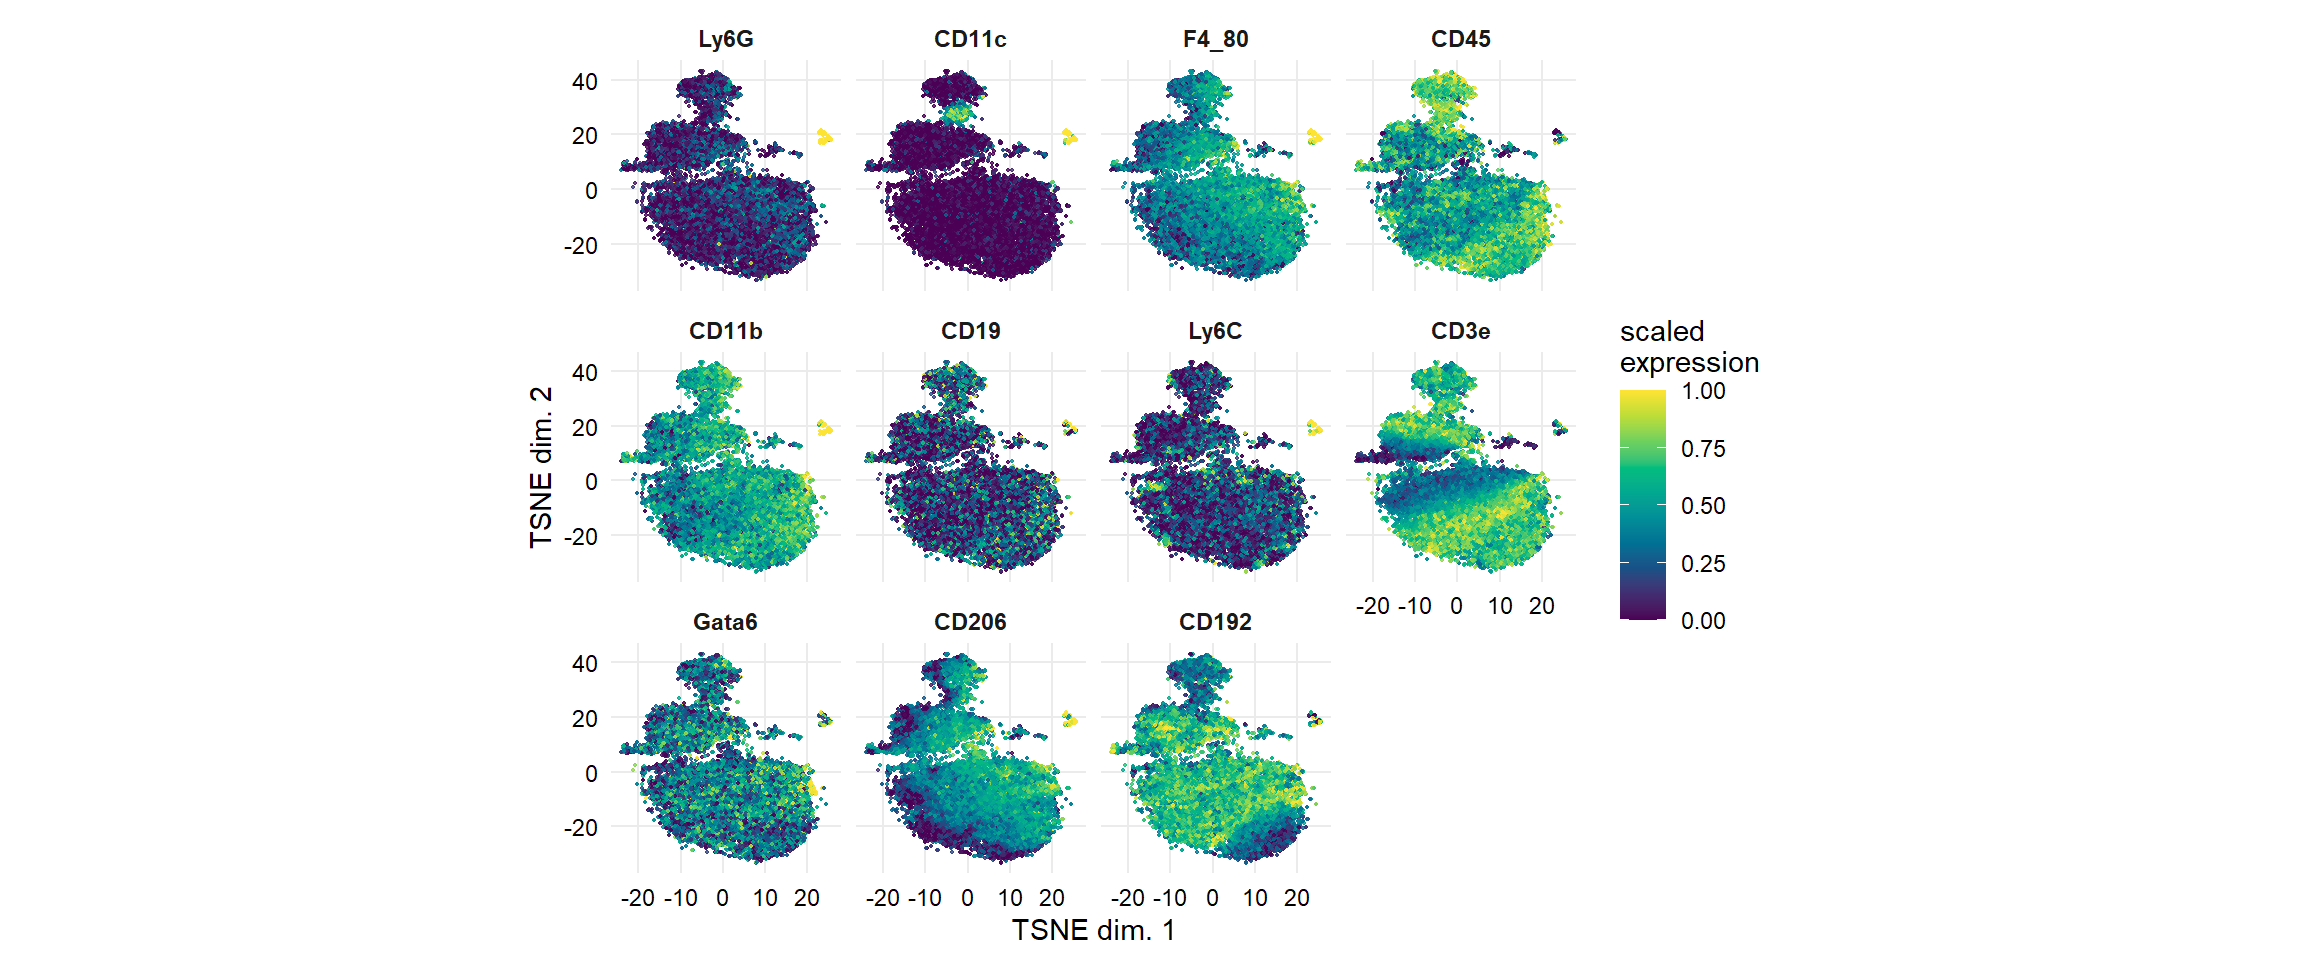 Ly6G CD11c F4_80 CD45
40
20
0
-20
CD11b CD19 Ly6C CD3e
40
20
0
-20
-20 -10 0 10 20
Gata6 CD206 CD192
40
20
0
-20
-20 -10 0 10 20 -20 -10 0 10 20 -20 -10 0 10 20
TSNE dim. 1
TSNE dim. 2
scaled
expression
1.00
0.75
0.50
0.25
0.00